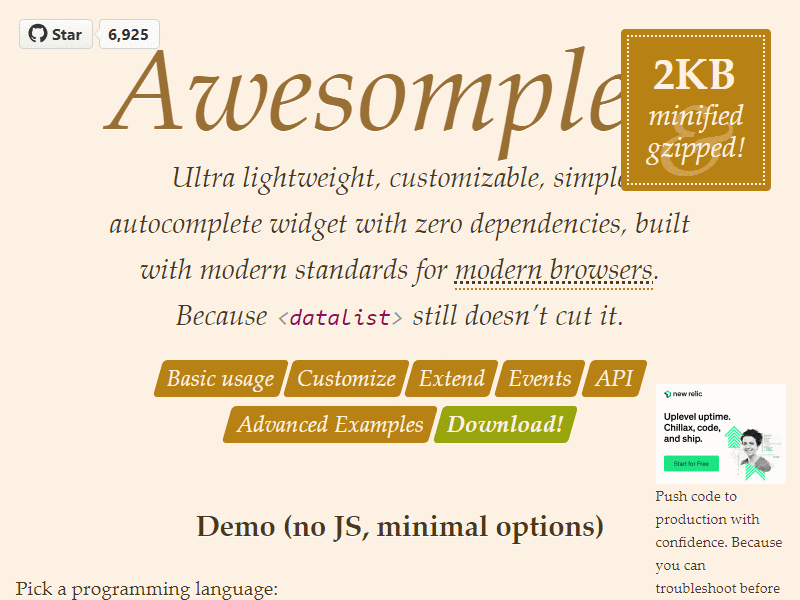 Star 6,925
Awesomple
2KB
minified
&
gzipped!
Ultra lightweight, customizable, simple
autocomplete widget with zero dependencies, built
with modern standards for modern browsers.
Because <datalist> still doesn't cut it.
Basic usage Customize Extend Events API
Advanced Examples Download!
new relic
Uplevel uptime.
Chillax, code,
and ship.
Start for Free
Push code to
production with
confidence. Because
you can
troubleshoot before
Demo (no JS, minimal options)
Pick a programming language: